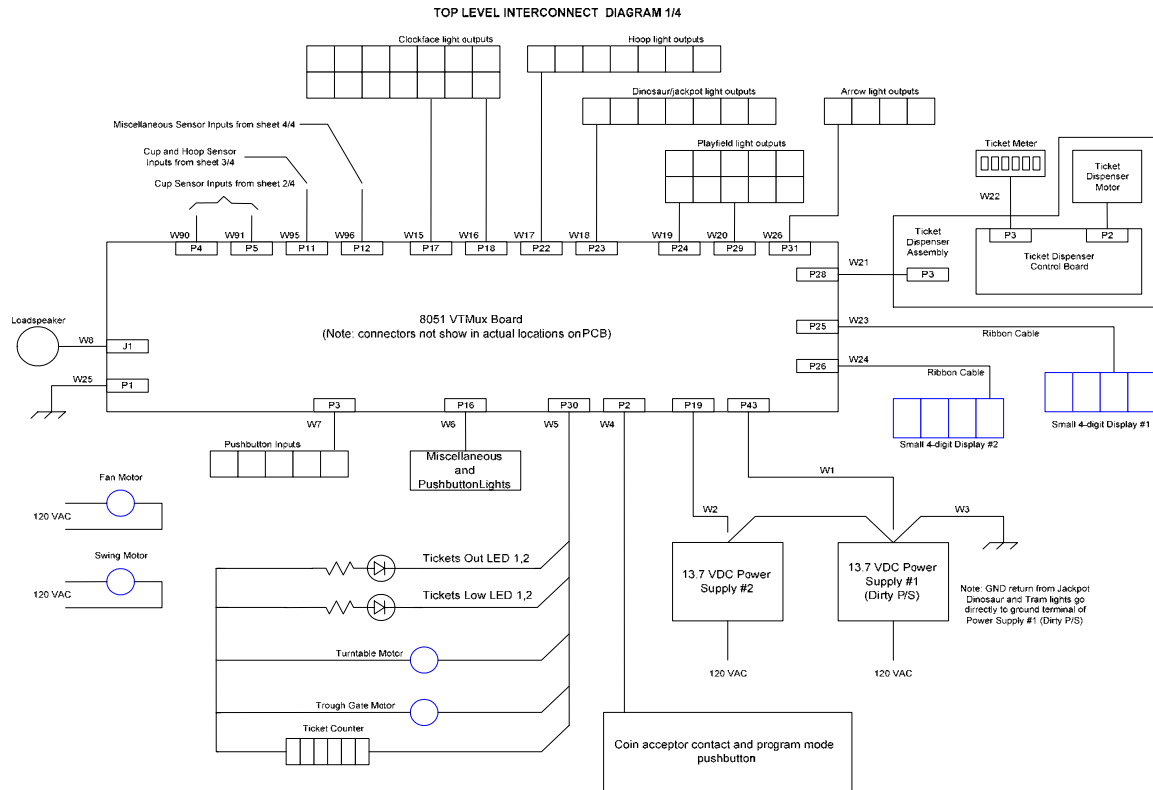 TOP LEVEL INTERCONNECT DIAGRAM 1/4
Clockface light outputs
Hoop light outputs
Dinosaur/jackpot light outputs
Arrow light outputs
Miscellaneous Sensor Inputs from sheet 4/4
Cup and Hoop Sensor
Inputs from sheet 3/4
Cup Sensor Inputs from sheet 2/4
Playfield light outputs
Ticket Meter
Ticket
Dispenser
Motor
W22
W90
W91
W95
W96
W15
W16
W17
W18
W19
W20
W26
P4
P5
P11
P12
P17
P18
P22
P23
P24
P29
P31
P3
P2
Ticket Dispenser
Control Board
Ticket
Dispenser
Assembly
P28
W21
P3
8051 VTMux Board
(Note: connectors not show in actual locations onPCB)
P25
W23
Ribbon Cable
P26
W24
Ribbon Cable
Loadspeaker
W8
J1
W25
P1
Small 4-digit Display #1
Small 4-digit Display #2
P3
P16
P30
P2
P19
P43
W7
W6
W5
W4
Pushbutton Inputs
Miscellaneous
and
PushbuttonLights
W1
W2
W3
Fan Motor
120 VAC
Swing Motor
120 VAC
Tickets Out LED 1,2
Tickets Low LED 1,2
Turntable Motor
Trough Gate Motor
Ticket Counter
13.7 VDC Power
Supply #2
13.7 VDC Power
Supply #1
(Dirty P/S)
Note: GND return from Jackpot
Dinosaur and Tram lights go
directly to ground terminal of
Power Supply #1 (Dirty P/S)
120 VAC
120 VAC
Coin acceptor contact and program mode
pushbutton